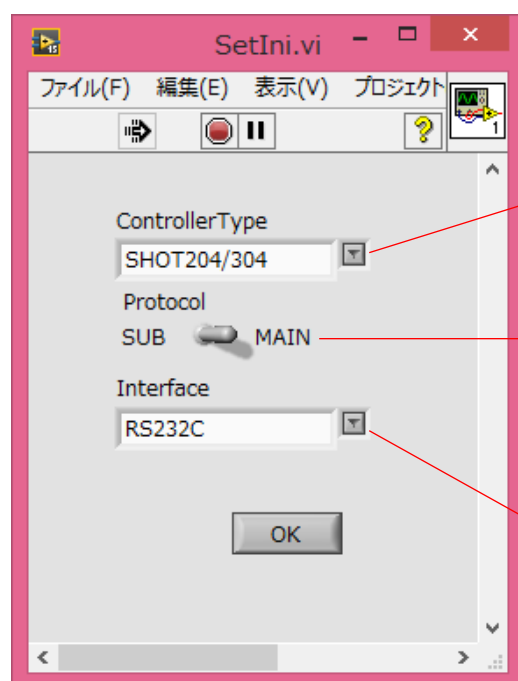 SetIni.vi
ファイル(F) 編集(E) 表示(V) プロジェクト
1
ControllerType
SHOT204/304
Protocol
SUB MAIN
Interface
RS232C
OK